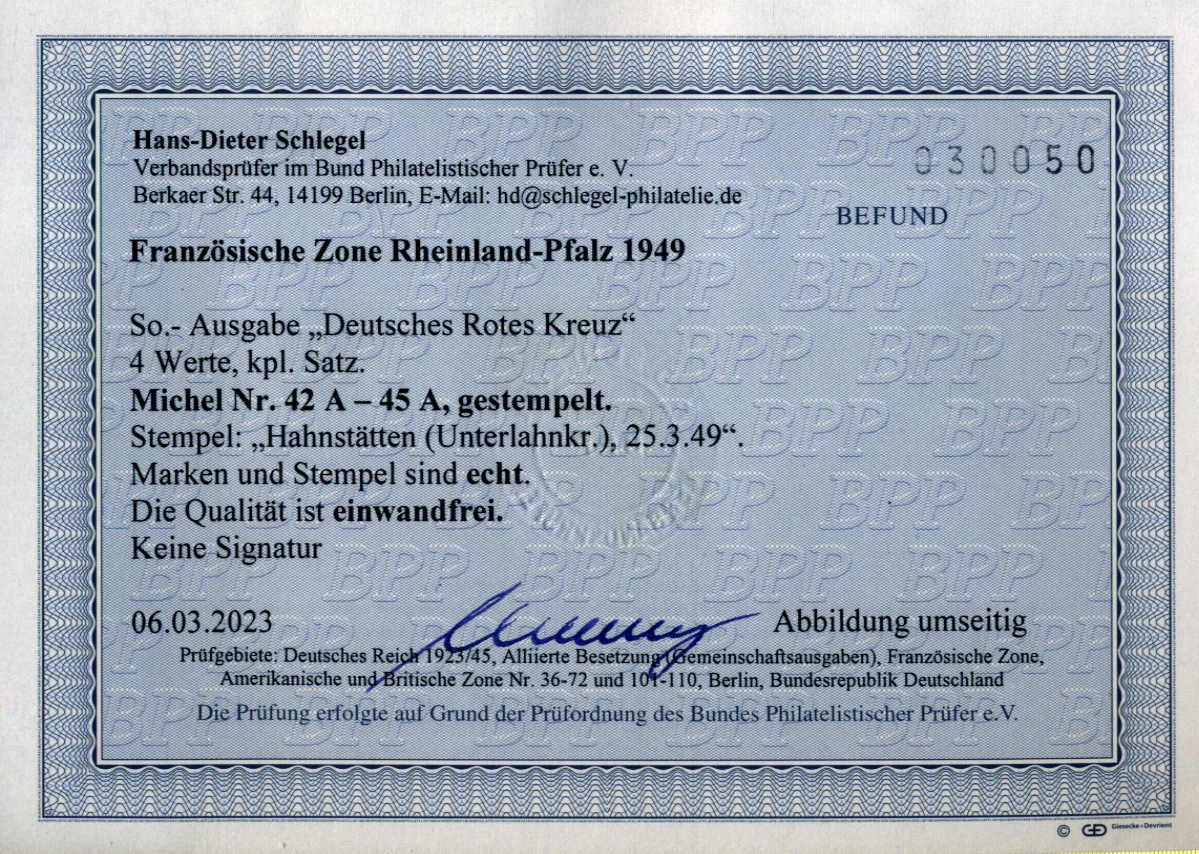 Hans-Dieter Schlegel
Verbandsprüfer im Bund Philatelistischer Prüfer e. V.
Berkaer Str. 44, 14199 Berlin, E-Mail: hd@schlegel-philatelie.de
030050
BEFUND
Französische Zone Rheinland-Pfalz 1949
So.- Ausgabe „Deutsches Rotes Kreuz“
4 Werte, kpl. Satz.
Michel Nr. 42 A – 45 A, gestempelt.
Stempel: „Hahnstätten (Unterlahnkr.), 25.3.49“.
Marken und Stempel sind echt.
Die Qualität ist einwandfrei.
Keine Signatur
06.03.2023
Abbildung umseitig
Prüfgebiete: Deutsches Reich 1923/45, Alliierte Besetzung (Gemeinschaftsausgaben), Französische Zone,
Amerikanische und Britische Zone Nr. 36-72 und 101-110, Berlin, Bundesrepublik Deutschland
Die Prüfung erfolgte auf Grund der Prüfordnung des Bundes Philatelistischer Prüfer e.V.
© GD Giesecke+Devrient